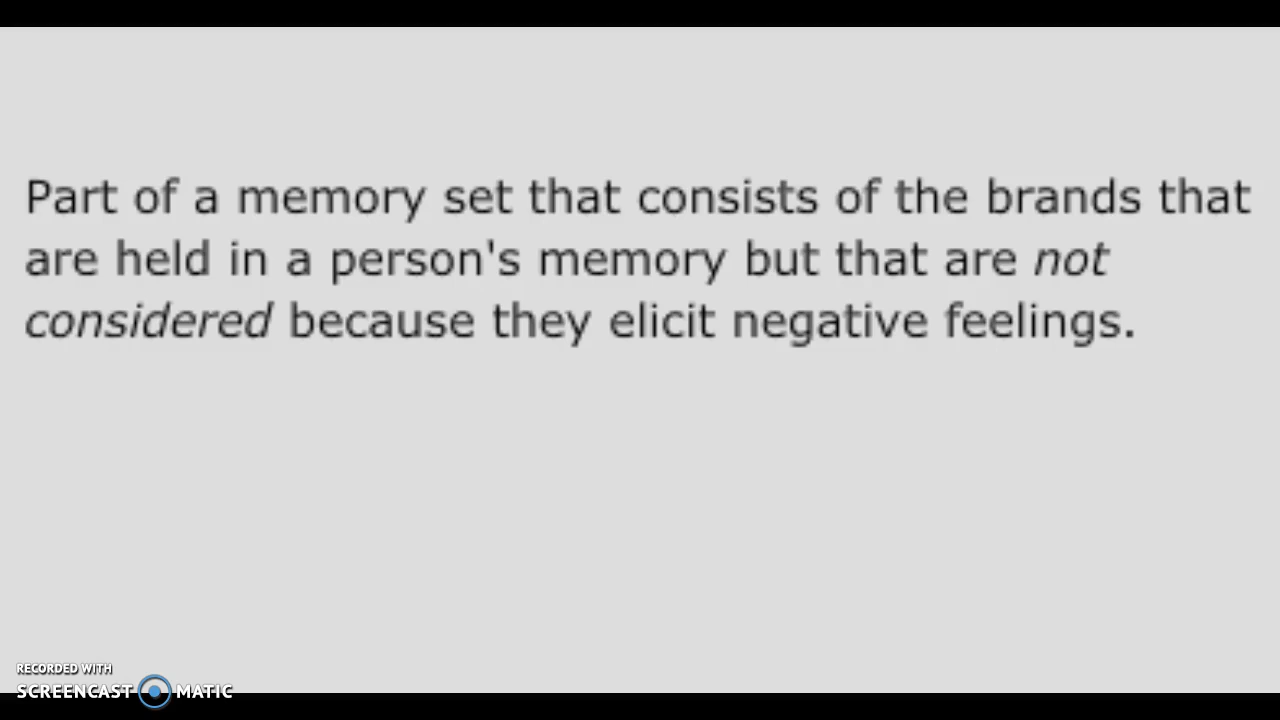 Part of a memory set that consists of the brands that
are held in a person's memory but that are not
considered because they elicit negative feelings.
RECORDED WITH
SCREENCAST MATIC